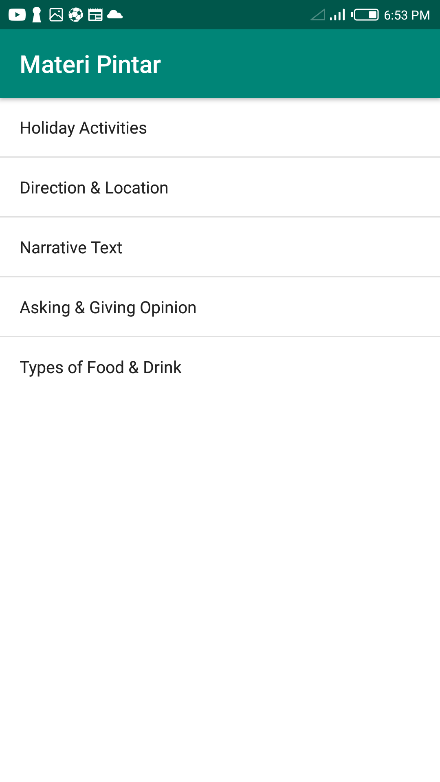 6:53 PM
Materi Pintar
Holiday Activities
Direction & Location
Narrative Text
Asking & Giving Opinion
Types of Food & Drink